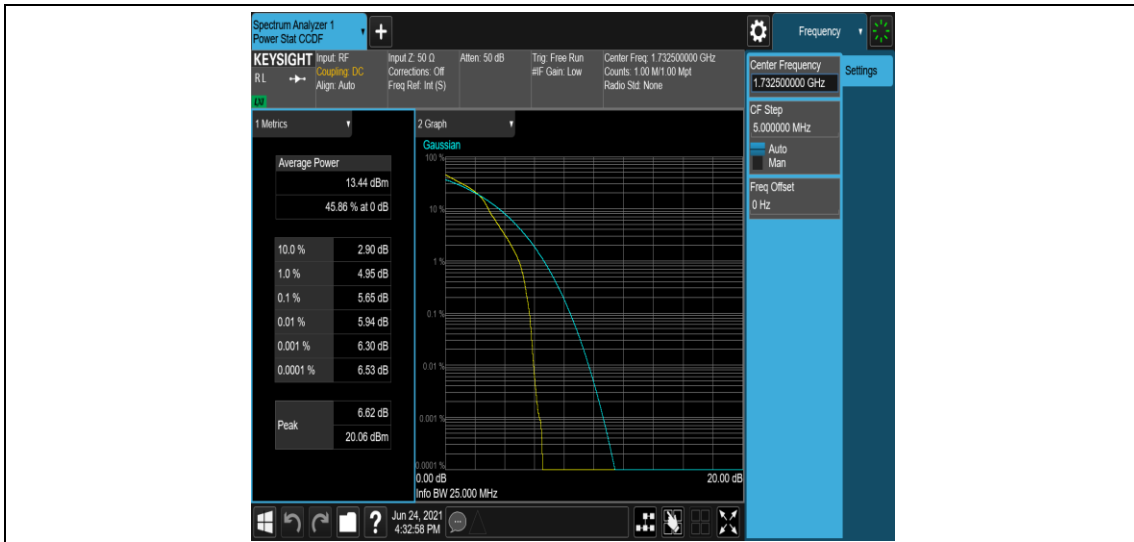 Spectrum Analyzer 1
Power Stat CCDF
Frequency
KEYSIGHT
RL
LXI
Input: RF
Coupling: DC
Align: Auto
Input Z: 50 Ω
Corrections: Off
Freq Ref: Int (S)
Atten: 50 dB
Trig: Free Run
#IF Gain: Low
Center Freq: 1.732500000 GHz
Counts: 1.00 M/1.00 Mpt
Radio Std: None
Center Frequency
1.732500000 GHz
Settings
CF Step
5.000000 MHz
Auto
Man
Freq Offset
0 Hz
1 Metrics
Average Power
13.44 dBm
45.86 % at 0 dB
10.0 % 2.90 dB
1.0 % 4.95 dB
0.1 % 5.65 dB
0.01 % 5.94 dB
0.001 % 6.30 dB
0.0001 % 6.53 dB
Peak 6.62 dB
20.06 dBm
2 Graph
Gaussian
100 %
10 %
1 %
0.1 %
0.01 %
0.001 %
0.0001 %
0.00 dB 20.00 dB
Info BW 25.000 MHz
?
Jun 24, 2021
4:32:58 PM